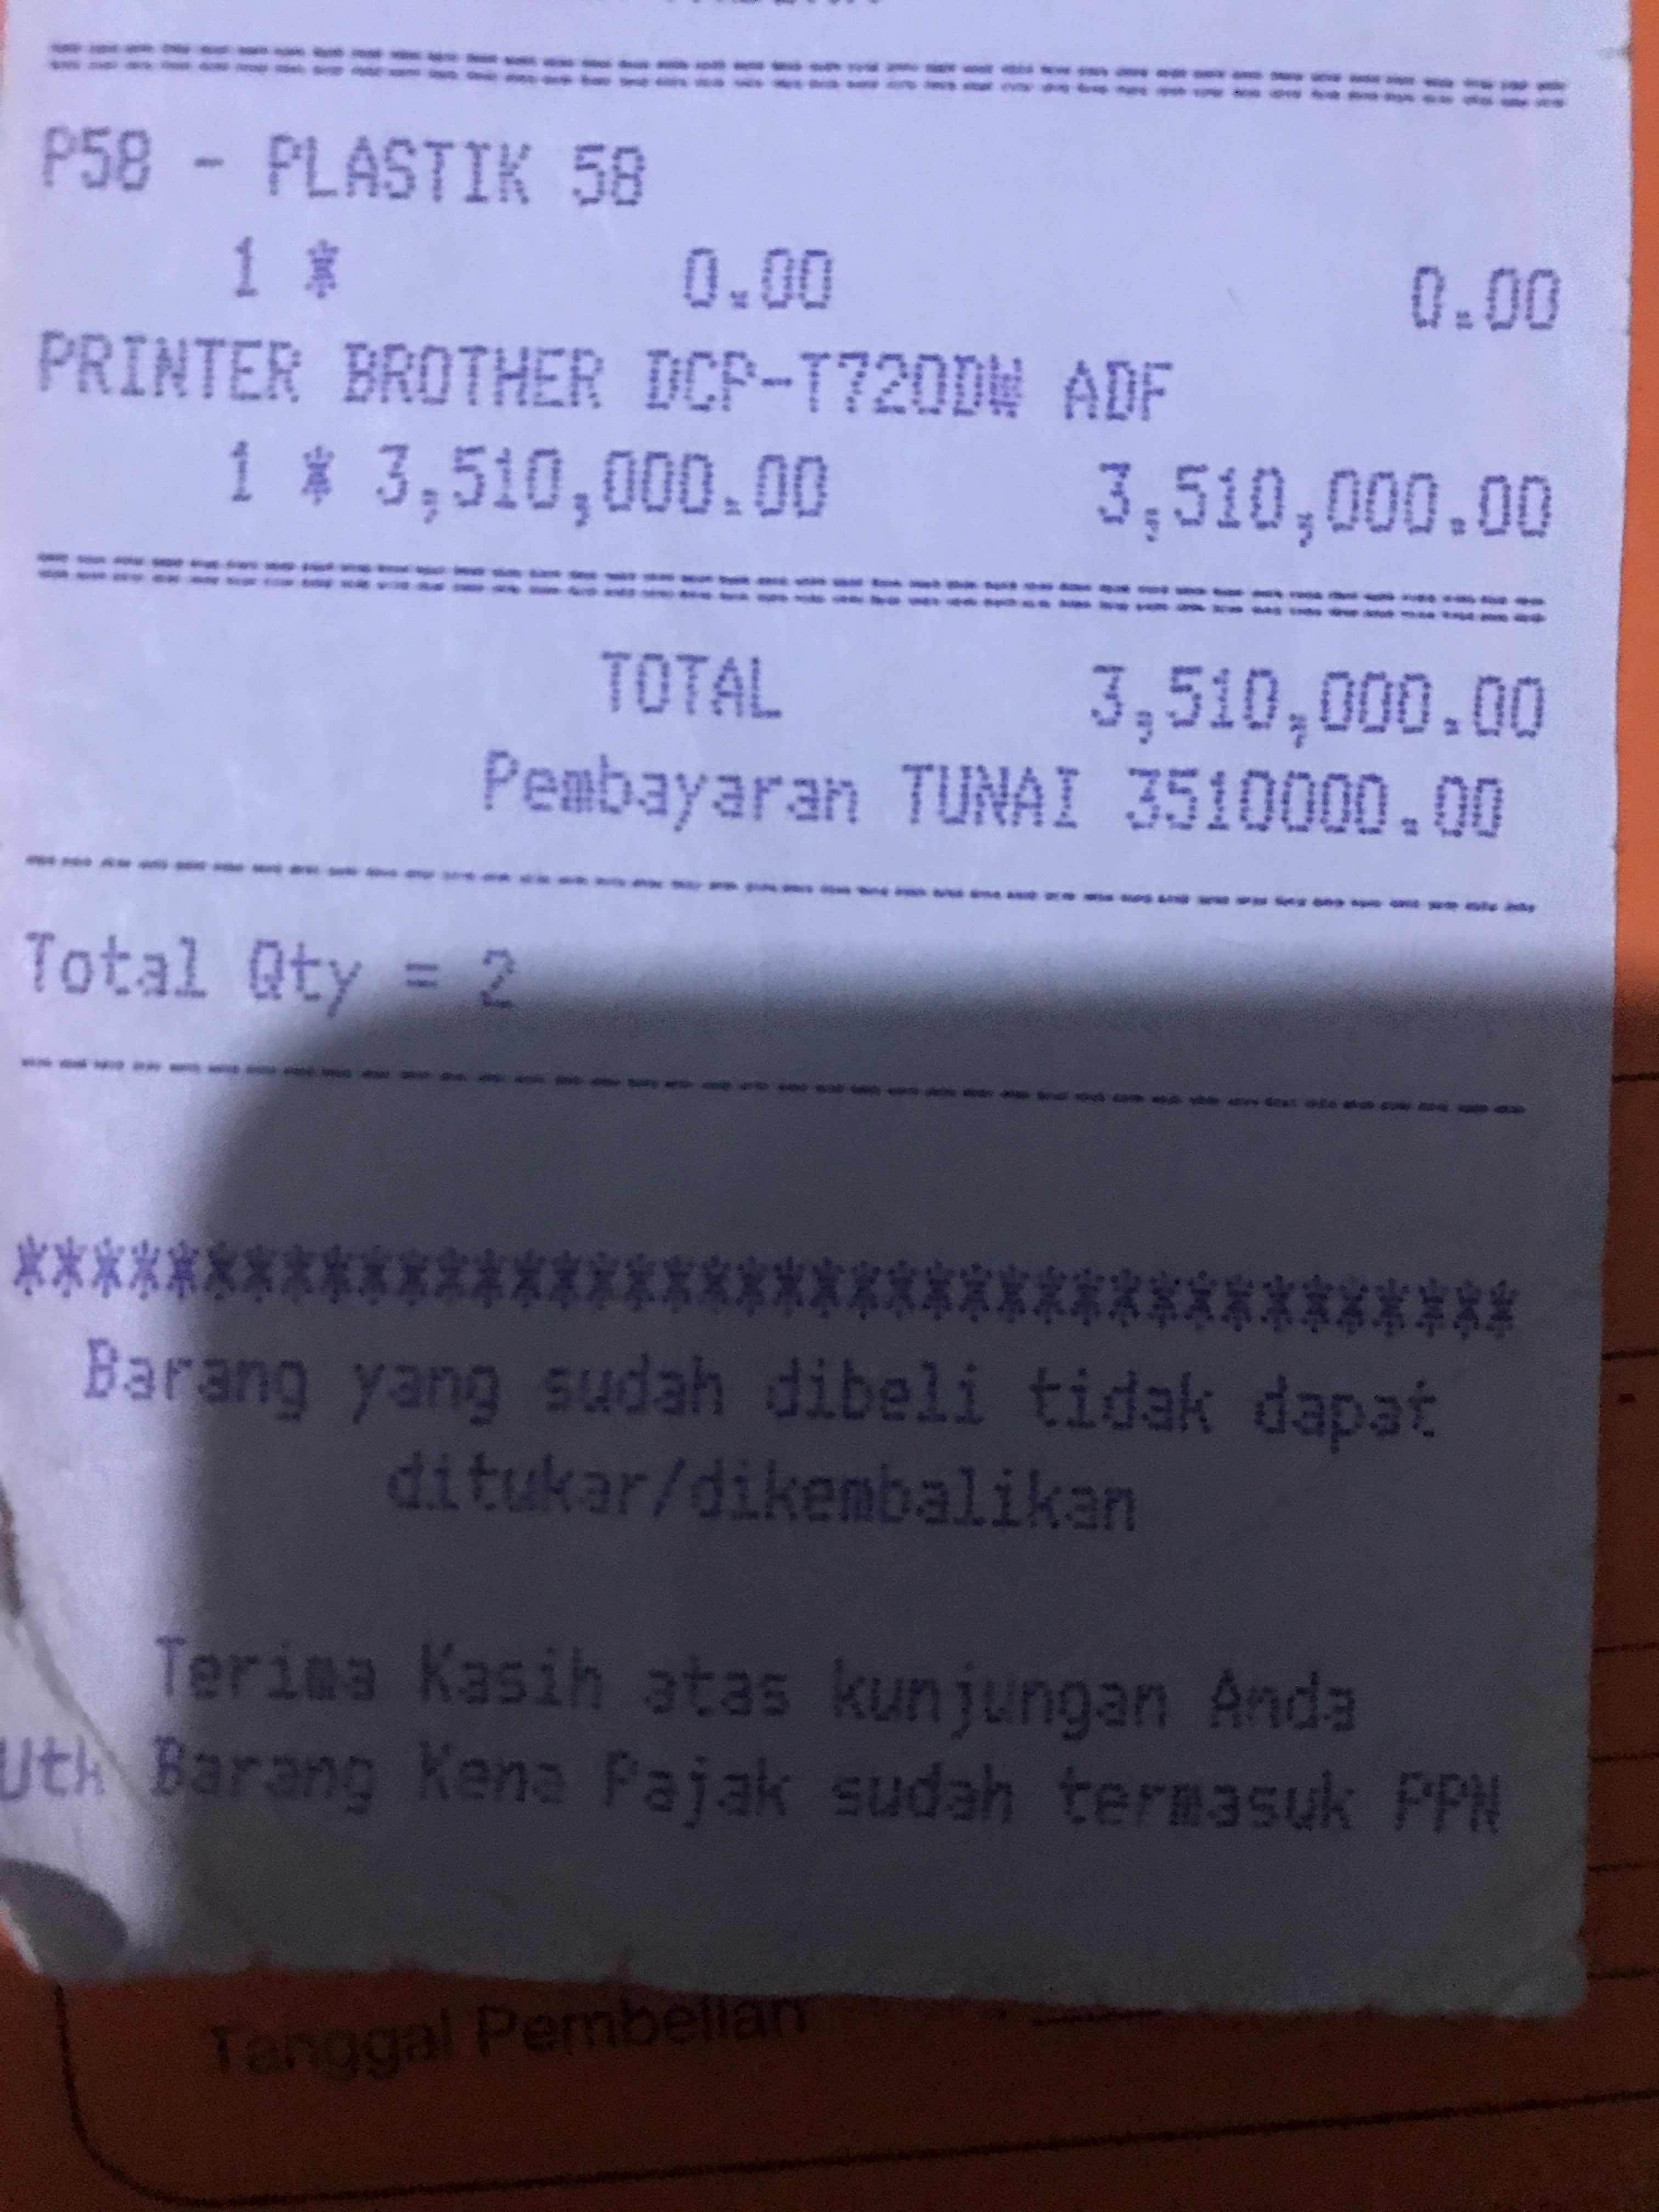 P58 - PLASTIK 58
1 * 0.00 0.00
PRINTER BROTHER DCP-T720DW ADF
1 * 3,510,000.00 3,510,000.00
TOTAL 3,510,000.00
Pembayaran TUNAI 3510000.00
Total Qty = 2
****************************************
Barang yang sudah dibeli tidak dapat
ditukar/dikembalikan
Terima Kasih atas kunjungan Anda
Utk Barang Kena Pajak sudah termasuk PPN
Tanggal Pembelian